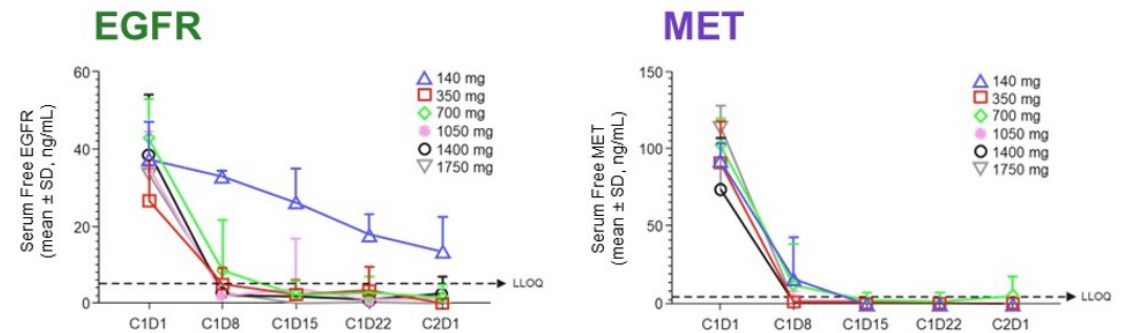 EGFR
Serum Free EGFR
(mean ± SD, ng/mL)
60
40
20
0
140 mg
350 mg
700 mg
1050 mg
1400 mg
1750 mg
LLOQ
C1D1 C1D8 C1D15 C1D22 C2D1
MET
Serum Free MET
(mean ± SD, ng/mL)
150
100
50
0
140 mg
350 mg
700 mg
1050 mg
1400 mg
1750 mg
LLOQ
C1D1 C1D8 C1D15 C1D22 C2D1